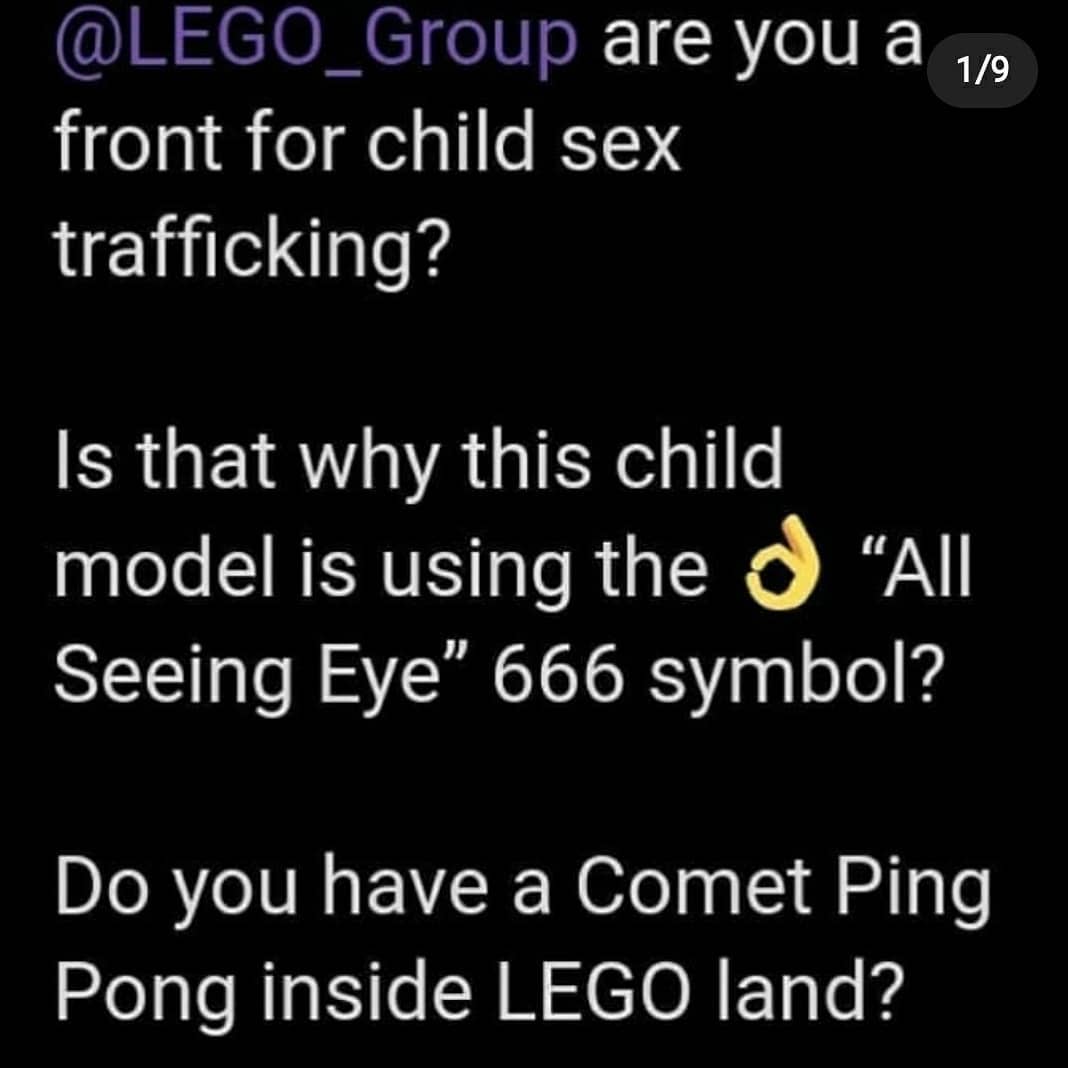 @LEGO_Group are you a
1/9
front for child sex
trafficking?
Is that why this child
model is using the 👌 “All
Seeing Eye” 666 symbol?
Do you have a Comet Ping
Pong inside LEGO land?